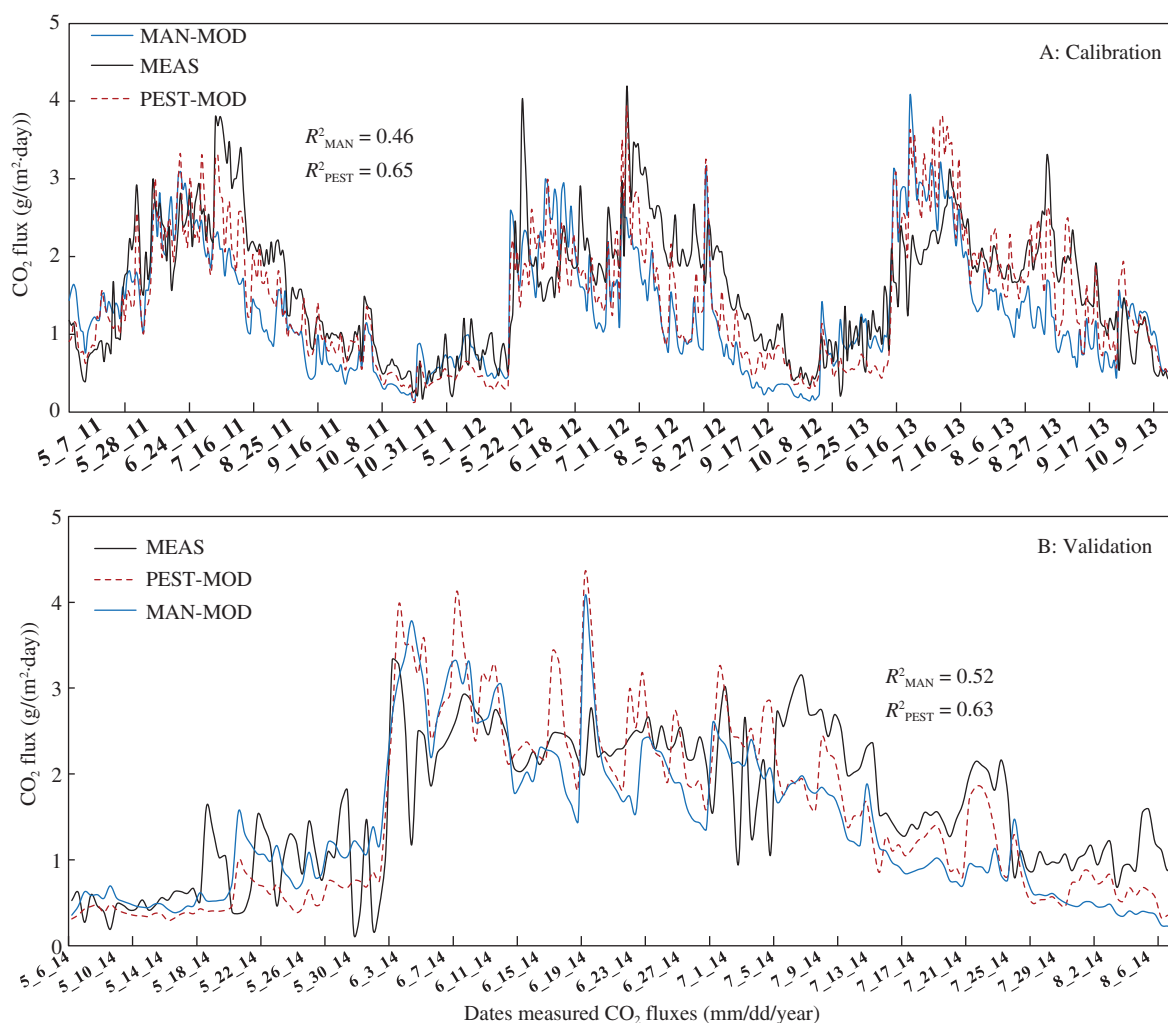 A: Calibration
MAN-MOD
MEAS
PEST-MOD
R²MAN = 0.46
R²PEST = 0.65
CO₂ flux (g/(m²·day))
5
4
3
2
1
0
5_7_11 5_28_11 6_24_11 7_16_11 8_25_11 9_16_11 10_8_11 10_31_11 5_1_12 5_22_12 6_18_12 7_11_12 8_5_12 8_27_12 9_17_12 10_8_12 5_25_13 6_16_13 7_16_13 8_6_13 8_27_13 9_17_13 10_9_13
B: Validation
MEAS
PEST-MOD
MAN-MOD
R²MAN = 0.52
R²PEST = 0.63
CO₂ flux (g/(m²·day))
5
4
3
2
1
0
5_6_14 5_10_14 5_14_14 5_18_14 5_22_14 5_26_14 5_30_14 6_3_14 6_7_14 6_11_14 6_15_14 6_19_14 6_23_14 6_27_14 7_1_14 7_5_14 7_9_14 7_13_14 7_17_14 7_21_14 7_25_14 7_29_14 8_2_14 8_6_14
Dates measured CO₂ fluxes (mm/dd/year)